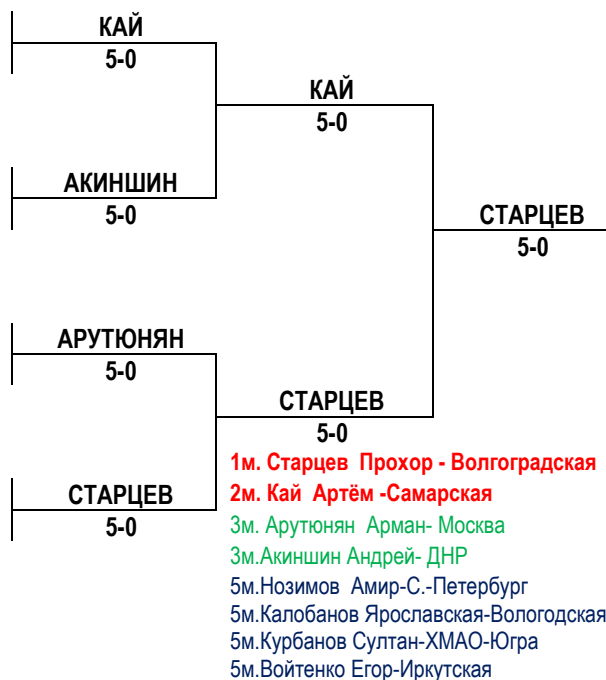 КАЙ
5-0
КАЙ
5-0
АКИНШИН
5-0
СТАРЦЕВ
5-0
АРУТЮНЯН
5-0
СТАРЦЕВ
5-0
СТАРЦЕВ
5-0
1м. Старцев Прохор - Волгоградская
2м. Кай Артём -Самарская
3м. Арутюнян Арман- Москва
3м.Акиншин Андрей- ДНР
5м.Нозимов Амир-С.-Петербург
5м.Калобанов Ярославская-Вологодская
5м.Курбанов Султан-ХМАО-Югра
5м.Войтенко Егор-Иркутская